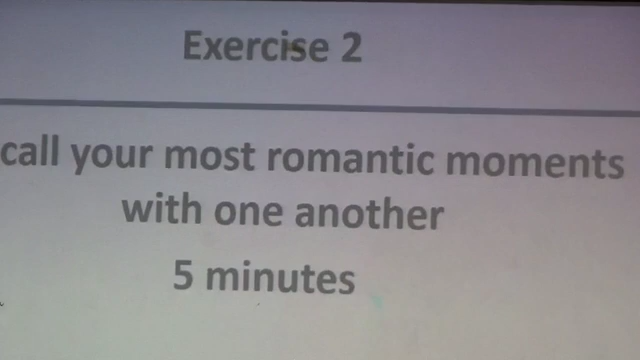 Exercise 2
call your most romantic moments
with one another
5 minutes